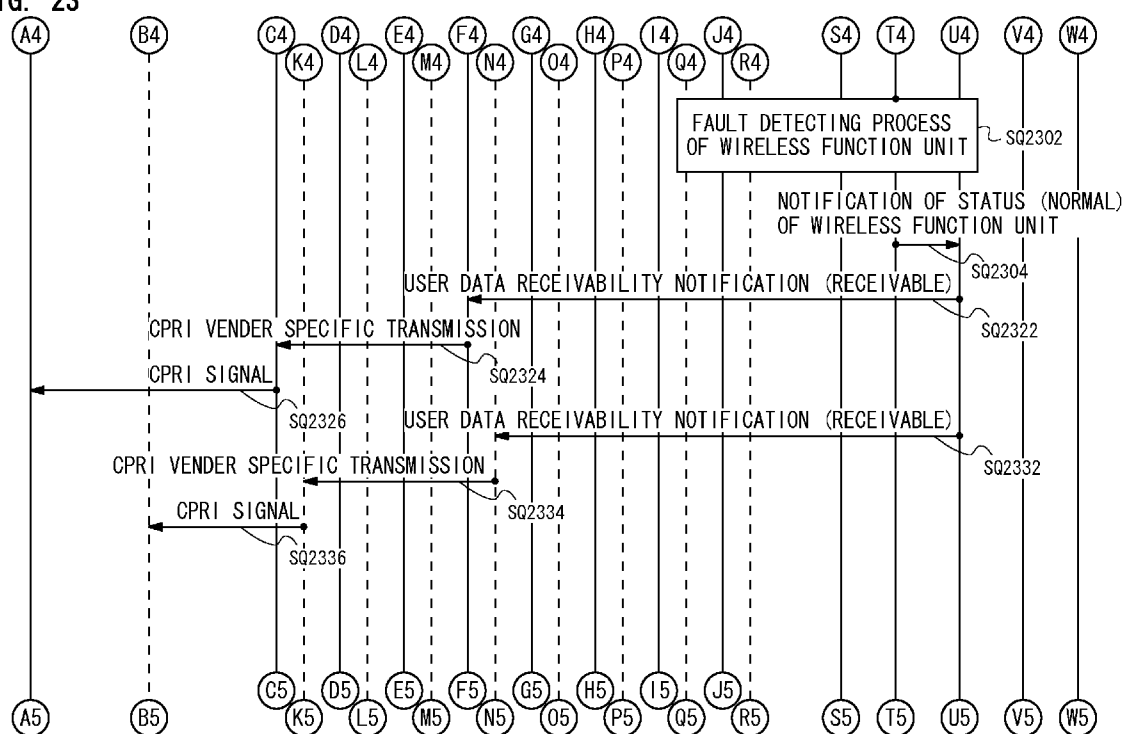 FIG. 23
A4 B4 C4 D4 E4 F4 G4 H4 I4 J4 S4 T4 U4 V4 W4
K4 L4 M4 N4 O4 P4 Q4 R4
FAULT DETECTING PROCESS
OF WIRELESS FUNCTION UNIT
SQ2302
NOTIFICATION OF STATUS (NORMAL)
OF WIRELESS FUNCTION UNIT
SQ2304
USER DATA RECEIVABILITY NOTIFICATION (RECEIVABLE)
SQ2322
CPRI VENDER SPECIFIC TRANSMISSION
SQ2324
CPRI SIGNAL
SQ2326
USER DATA RECEIVABILITY NOTIFICATION (RECEIVABLE)
SQ2332
CPRI VENDER SPECIFIC TRANSMISSION
SQ2334
CPRI SIGNAL
SQ2336
C5 D5 E5 F5 G5 H5 I5 J5
A5 B5 K5 L5 M5 N5 O5 P5 Q5 R5 S5 T5 U5 V5 W5